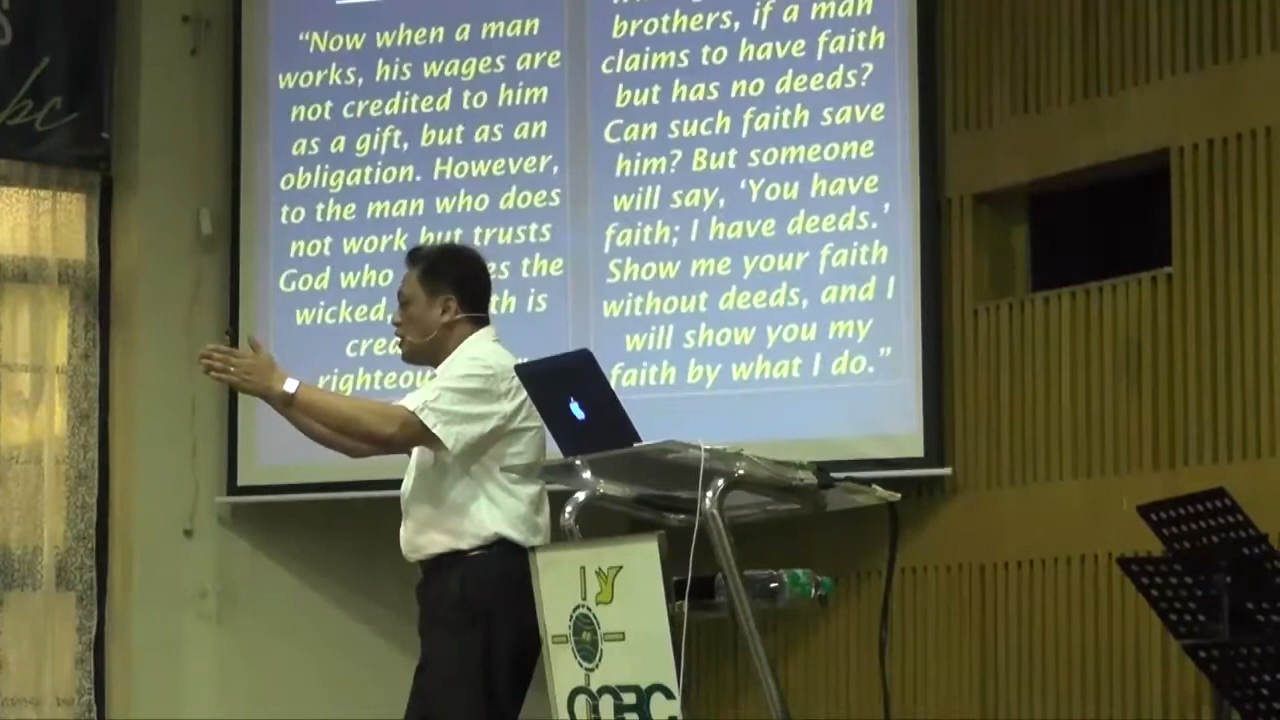 “Now when a man
works, his wages are
not credited to him
as a gift, but as an
obligation. However,
to the man who does
not work but trusts
God who the
wicked, is
brothers, if a man
claims to have faith
but has no deeds?
Can such faith save
him? But someone
will say, ‘You have
faith; I have deeds.’
Show me your faith
without deeds, and I
will show you my
faith by what I do.”
bc